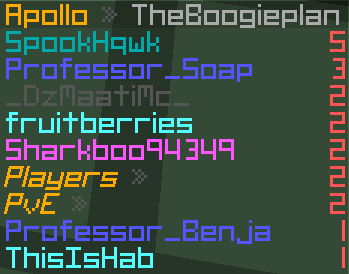 Apollo » TheBoogieplan
SpookHqwk 5
Professor_Soap 3
_DzMaatiMc_ 2
fruitberries 2
Sharkboo94349 2
Players » 2
PvE » 2
Professor_Benja 1
ThisIsHab 1